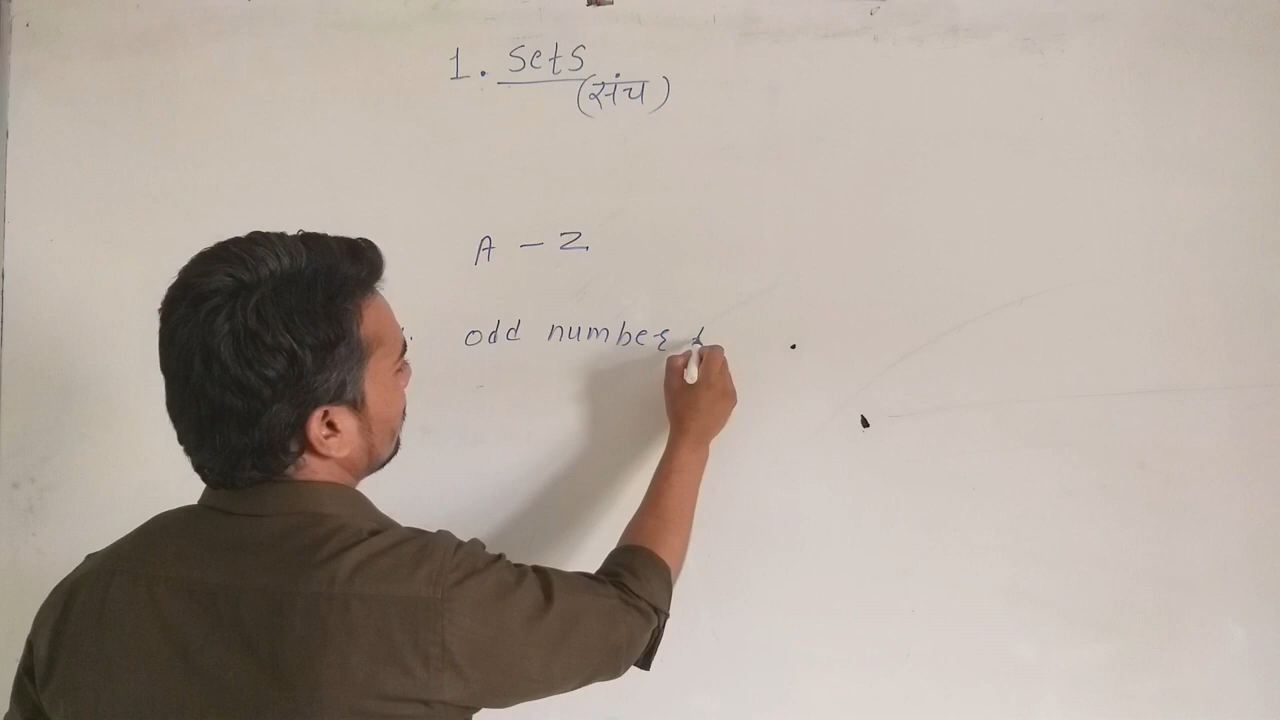 1. Sets
(संच)
A - Z
odd number